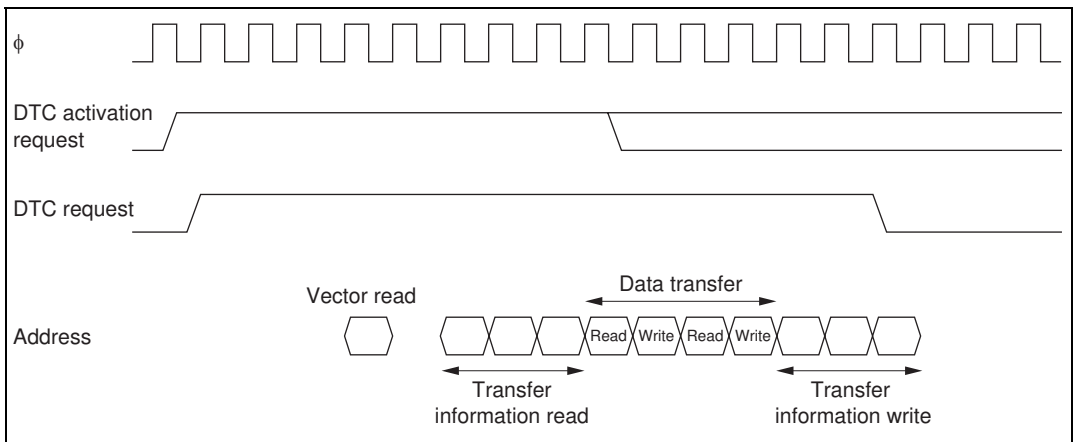 ϕ
DTC activation
request
DTC request
Data transfer
Vector read
Address
Read Write Read Write
Transfer
information read
Transfer
information write